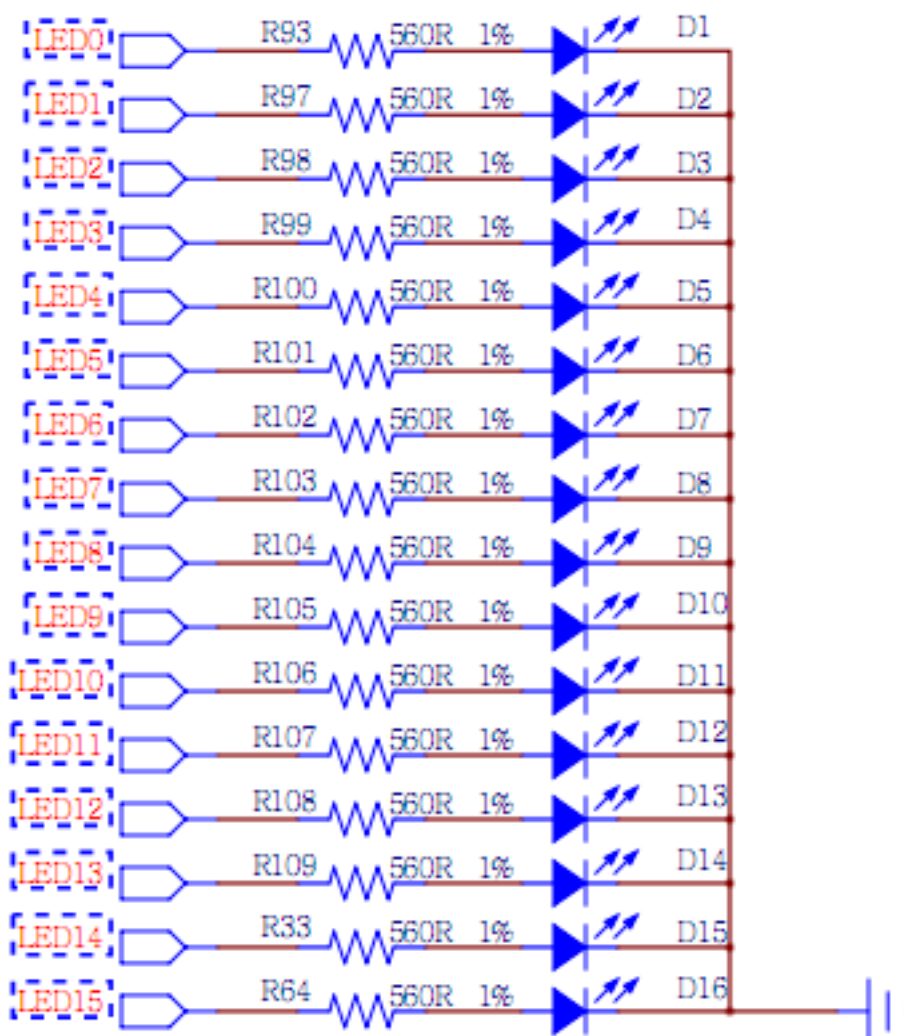 LED0 R93 560R 1% D1
LED1 R97 560R 1% D2
LED2 R98 560R 1% D3
LED3 R99 560R 1% D4
LED4 R100 560R 1% D5
LED5 R101 560R 1% D6
LED6 R102 560R 1% D7
LED7 R103 560R 1% D8
LED8 R104 560R 1% D9
LED9 R105 560R 1% D10
LED10 R106 560R 1% D11
LED11 R107 560R 1% D12
LED12 R108 560R 1% D13
LED13 R109 560R 1% D14
LED14 R33 560R 1% D15
LED15 R64 560R 1% D16